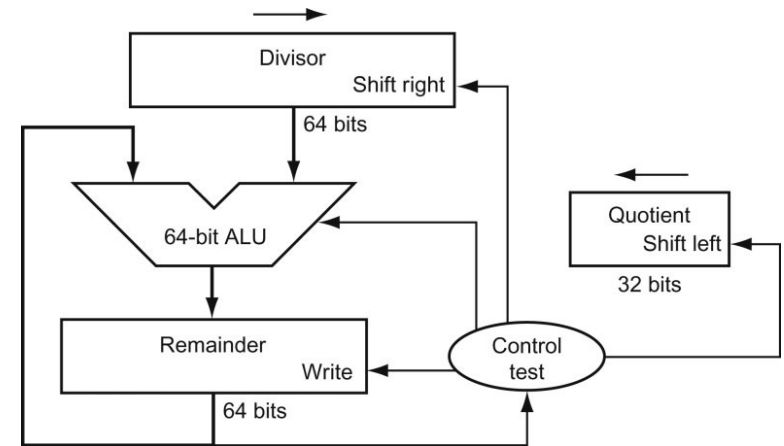 Divisor
Shift right
64 bits
64-bit ALU
Quotient
Shift left
32 bits
Remainder
Write
Control
test
64 bits